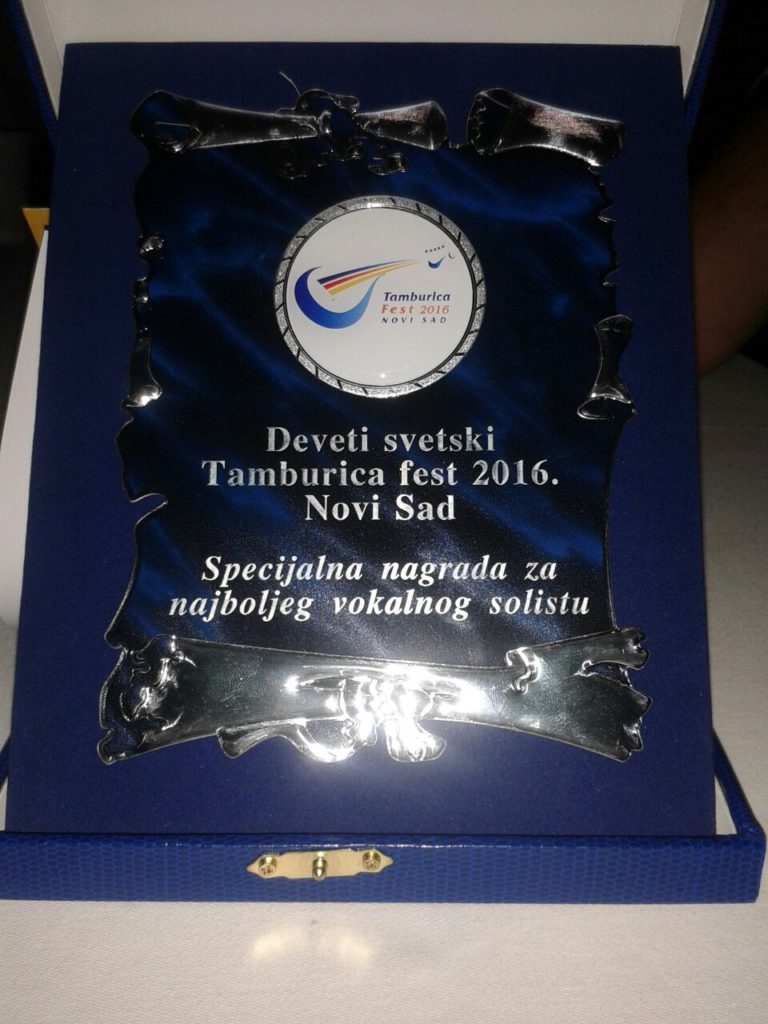 Tamburica
Fest 2016
NOVI SAD
Deveti svetski
Tamburica fest 2016.
Novi Sad
Specijalna nagrada za
najboljeg vokalnog solistu